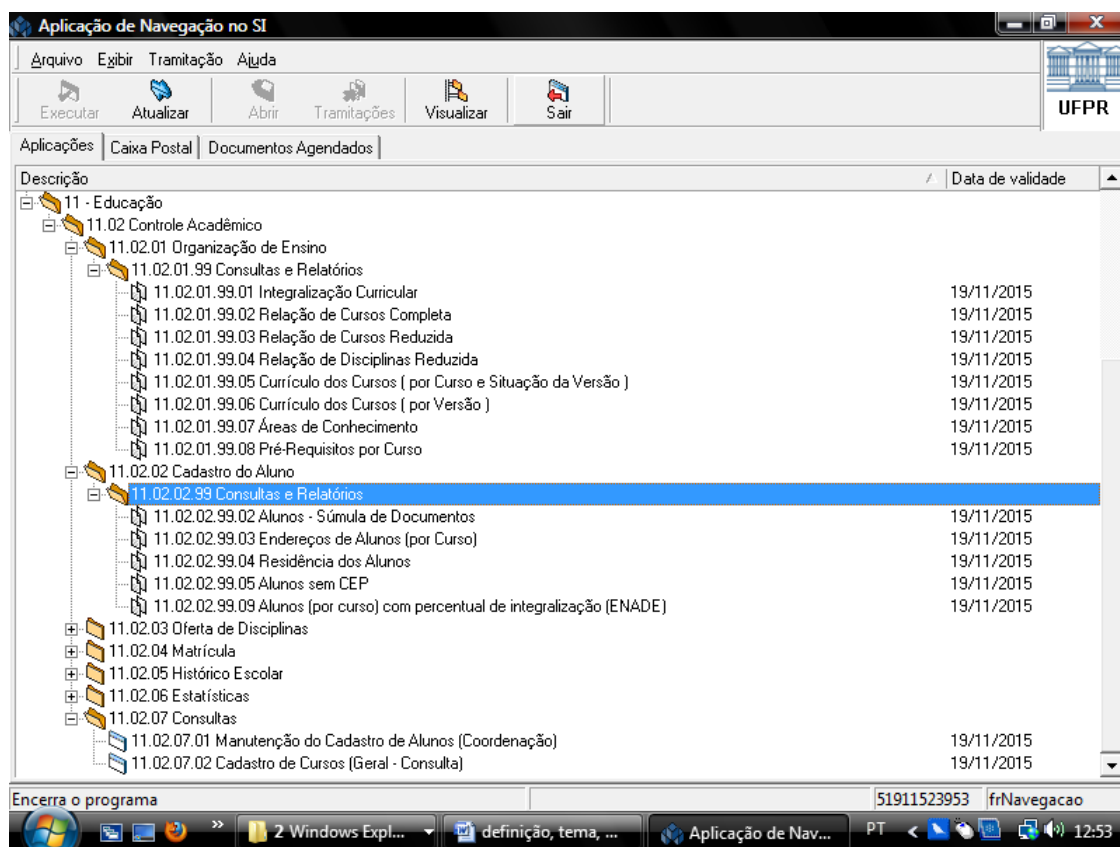 Aplicação de Navegação no SI
Arquivo Exibir Tramitação Ajuda
Executar Atualizar Abrir Tramitações Visualizar Sair
UFPR
Aplicações Caixa Postal Documentos Agendados
Descrição Data de validade
11 - Educação
11.02 Controle Acadêmico
11.02.01 Organização de Ensino
11.02.01.99 Consultas e Relatórios
11.02.01.99.01 Integralização Curricular 19/11/2015
11.02.01.99.02 Relação de Cursos Completa 19/11/2015
11.02.01.99.03 Relação de Cursos Reduzida 19/11/2015
11.02.01.99.04 Relação de Disciplinas Reduzida 19/11/2015
11.02.01.99.05 Currículo dos Cursos ( por Curso e Situação da Versão ) 19/11/2015
11.02.01.99.06 Currículo dos Cursos ( por Versão ) 19/11/2015
11.02.01.99.07 Áreas de Conhecimento 19/11/2015
11.02.01.99.08 Pré-Requisitos por Curso 19/11/2015
11.02.02 Cadastro do Aluno
11.02.02.99 Consultas e Relatórios
11.02.02.99.02 Alunos - Súmula de Documentos 19/11/2015
11.02.02.99.03 Endereços de Alunos (por Curso) 19/11/2015
11.02.02.99.04 Residência dos Alunos 19/11/2015
11.02.02.99.05 Alunos sem CEP 19/11/2015
11.02.02.99.09 Alunos (por curso) com percentual de integralização (ENADE) 19/11/2015
11.02.03 Oferta de Disciplinas
11.02.04 Matrícula
11.02.05 Histórico Escolar
11.02.06 Estatísticas
11.02.07 Consultas
11.02.07.01 Manutenção do Cadastro de Alunos (Coordenação) 19/11/2015
11.02.07.02 Cadastro de Cursos (Geral - Consulta) 19/11/2015
Encerra o programa 51911523953 frNavegacao
» 2 Windows Expl... definição, tema, ... Aplicação de Nav... PT 12:53